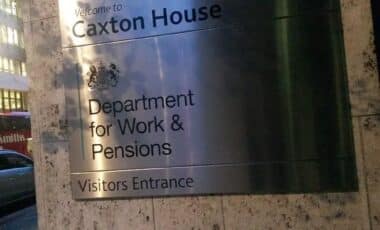 Welcome to
Caxton House
Department
for Work &
Pensions
Visitors Entrance